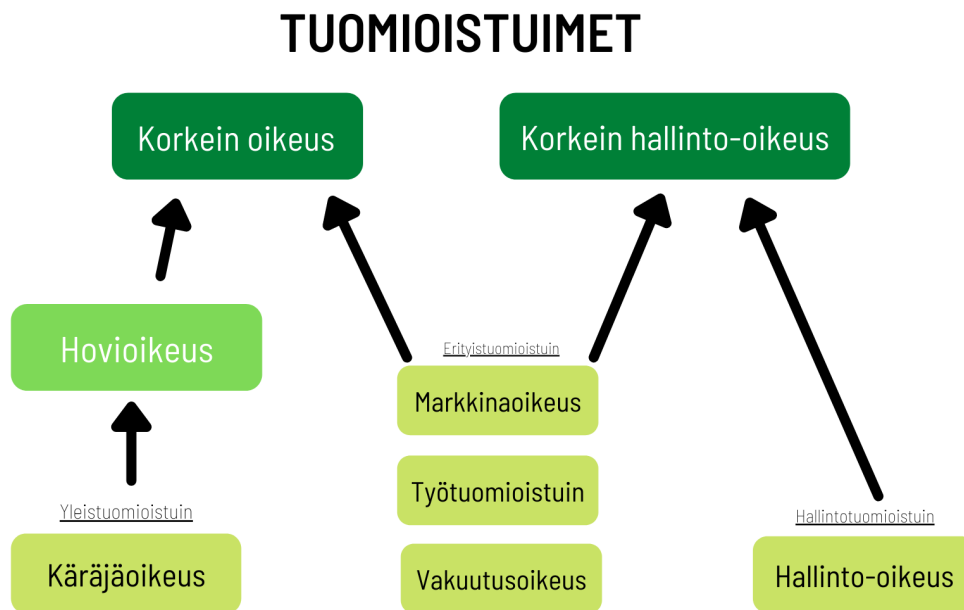 TUOMIOISTUIMET
Korkein oikeus
Korkein hallinto-oikeus
Hovioikeus
Erityistuomioistuin
Markkinaoikeus
Työtuomioistuin
Yleistuomioistuin
Hallintotuomioistuin
Käräjäoikeus
Vakuutusoikeus
Hallinto-oikeus